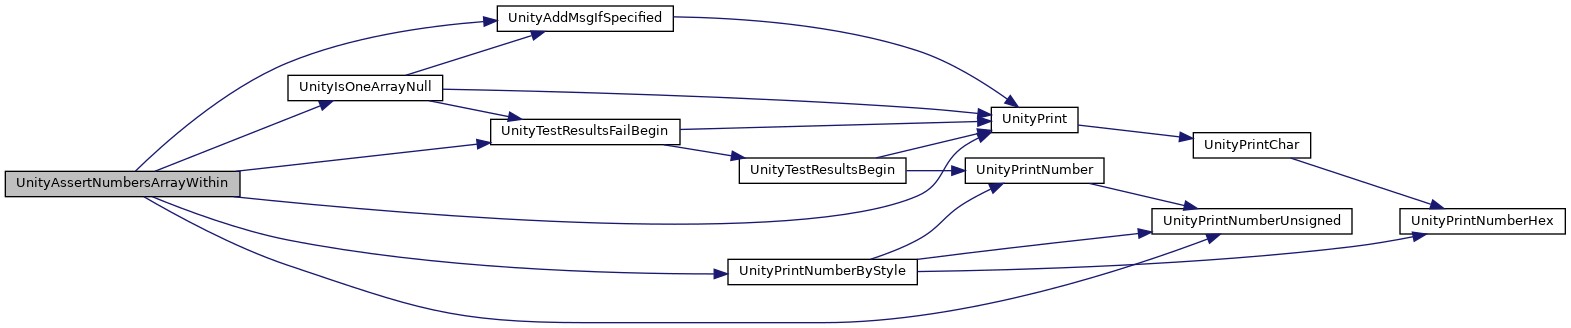 UnityAddMsgIfSpecified
UnityIsOneArrayNull
UnityPrint
UnityTestResultsFailBegin
UnityPrintChar
UnityTestResultsBegin
UnityPrintNumber
UnityAssertNumbersArrayWithin
UnityPrintNumberUnsigned
UnityPrintNumberHex
UnityPrintNumberByStyle